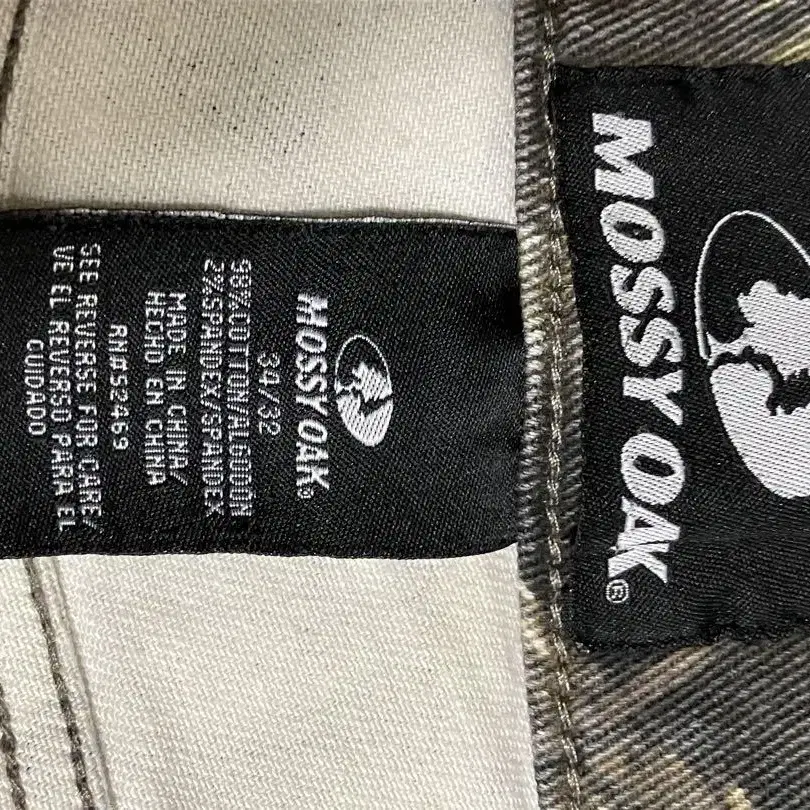 MOSSY OAK®
34/32
98%COTTON/ALGODÓN
2%SPANDEX/SPANDEX
MADE IN CHINA/
HECHO EN CHINA
RN#52469
SEE REVERSE FOR CARE/
VE EL REVERSO PARA EL
CUIDADO
MOSSY OAK®